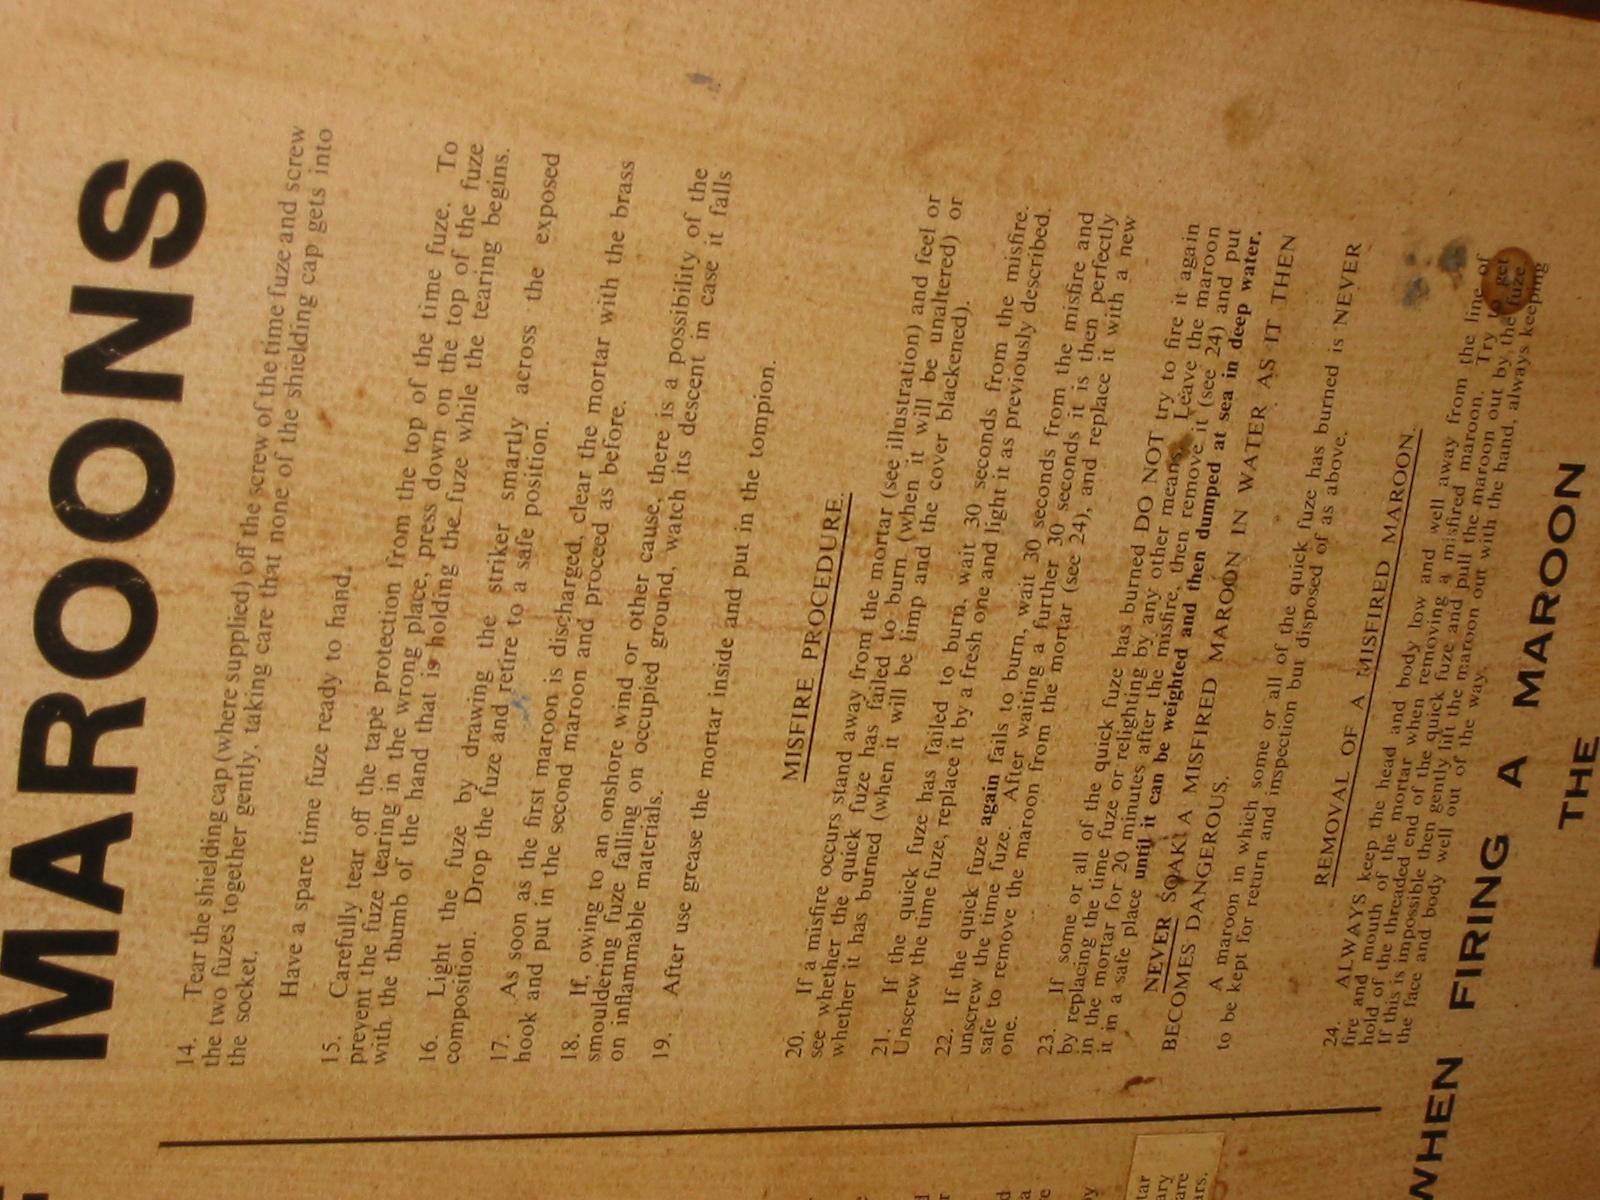 MAROONS
14. Tear the shielding cap (where supplied) off the screw of the time fuze and screw
the two fuzes together gently, taking care that none of the shielding cap gets into
the socket.
Have a spare time fuze ready to hand.
15. Carefully tear off the tape protection from the top of the time fuze. To
prevent the fuze tearing in the wrong place, press down on the top of the fuze
with the thumb of the hand that is holding the fuze while the tearing begins.
16. Light the fuze by drawing the striker smartly across the exposed
composition. Drop the fuze and retire to a safe position.
17. As soon as the first maroon is discharged, clear the mortar with the brass
hook and put in the second maroon and proceed as before.
18. If, owing to an onshore wind or other cause, there is a possibility of the
smouldering fuze falling on occupied ground, watch its descent in case it falls
on inflammable materials.
19. After use grease the mortar inside and put in the tompion.
MISFIRE PROCEDURE.
20. If a misfire occurs stand away from the mortar (see illustration) and feel or
see whether the quick fuze has failed to burn (when it will be unaltered) or
whether it has burned (when it will be limp and the cover blackened).
21. If the quick fuze has failed to burn, wait 30 seconds from the misfire.
Unscrew the time fuze, replace it by a fresh one and light it as previously described.
22. If the quick fuze again fails to burn, wait 30 seconds from the misfire and
unscrew the time fuze. After waiting a further 30 seconds it is then perfectly
safe to remove the maroon from the mortar (see 24), and replace it with a new
one.
23. If some or all of the quick fuze has burned DO NOT try to fire it again
by replacing the time fuze or relighting by any other means. Leave the maroon
in the mortar for 20 minutes after the misfire, then remove it (see 24) and put
it in a safe place until it can be weighted and then dumped at sea in deep water.
NEVER SOAK A MISFIRED MAROON IN WATER AS IT THEN
BECOMES DANGEROUS.
A maroon in which some or all of the quick fuze has burned is NEVER
to be kept for return and inspection but disposed of as above.
REMOVAL OF A MISFIRED MAROON.
24. ALWAYS keep the head and body low and well away from the line of
fire and mouth of the mortar when removing a misfired maroon. Try to get
hold of the threaded end of the quick fuze and pull the maroon out by the fuze.
If this is impossible then gently lift the maroon out with the hand, always keeping
the face and body well out of the way.
WHEN FIRING A MAROON
THE
tar
ary
are
ars.